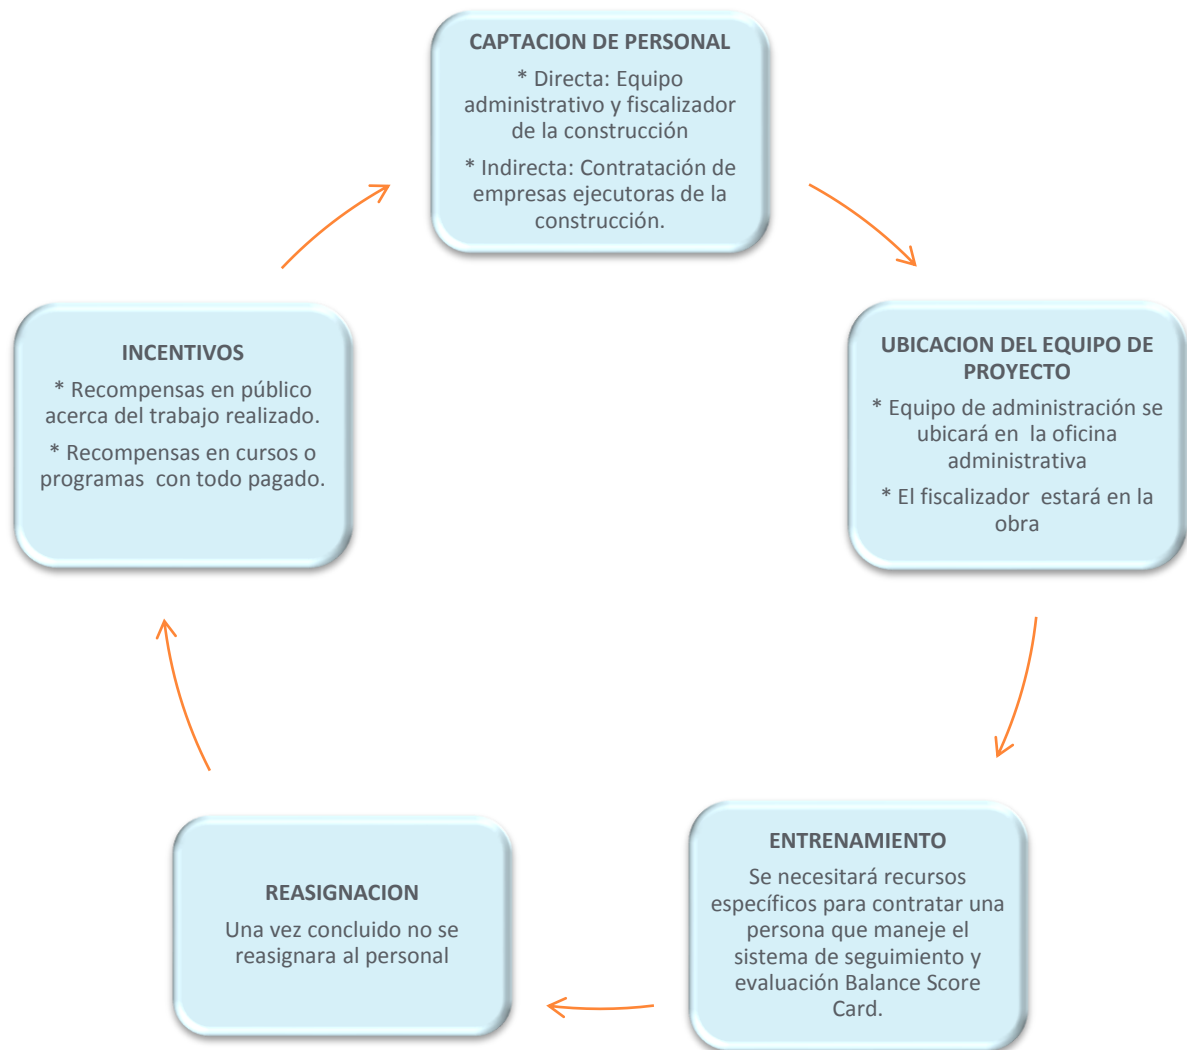 CAPTACION DE PERSONAL
* Directa: Equipo
administrativo y fiscalizador
de la construcción
* Indirecta: Contratación de
empresas ejecutoras de la
construcción.
UBICACION DEL EQUIPO DE
PROYECTO
* Equipo de administración se
ubicará en  la oficina
administrativa
* El fiscalizador  estará en la
obra
ENTRENAMIENTO
Se necesitará recursos
específicos para contratar una
persona que maneje el
sistema de seguimiento y
evaluación Balance Score
Card.
REASIGNACION
Una vez concluido no se
reasignara al personal
INCENTIVOS
* Recompensas en público
acerca del trabajo realizado.
* Recompensas en cursos o
programas  con todo pagado.